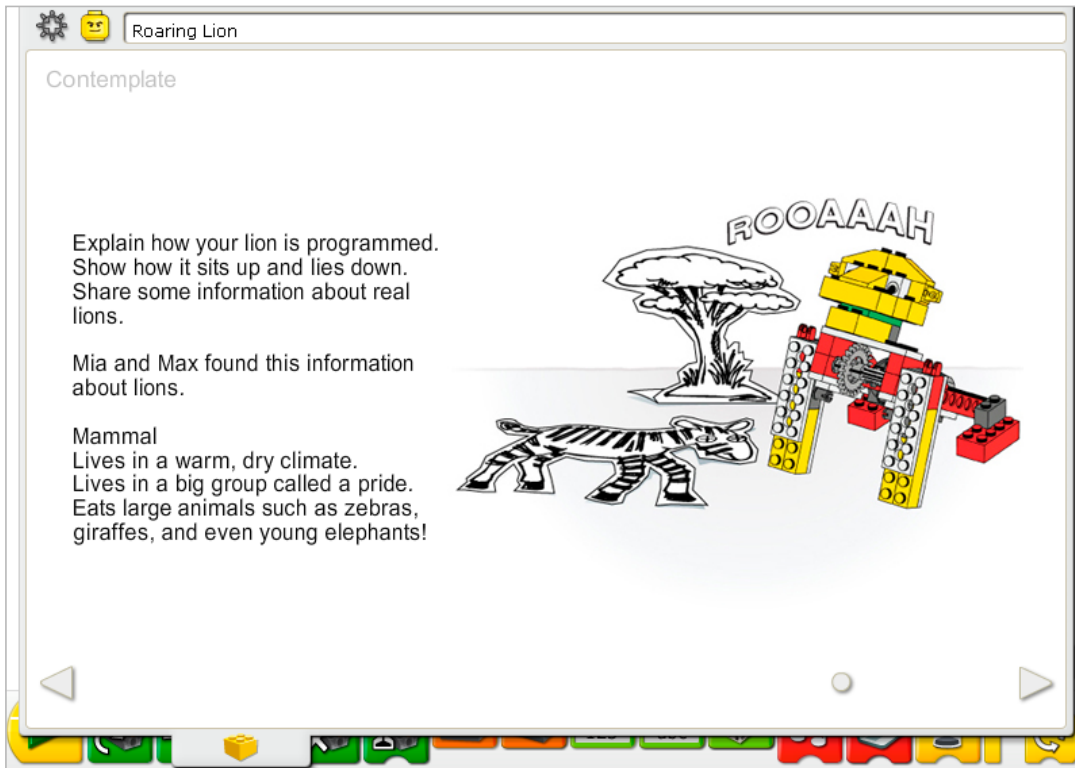 Roaring Lion
Contemplate
ROOAAAH
Explain how your lion is programmed.
Show how it sits up and lies down.
Share some information about real
lions.
Mia and Max found this information
about lions.
Mammal
Lives in a warm, dry climate.
Lives in a big group called a pride.
Eats large animals such as zebras,
giraffes, and even young elephants!